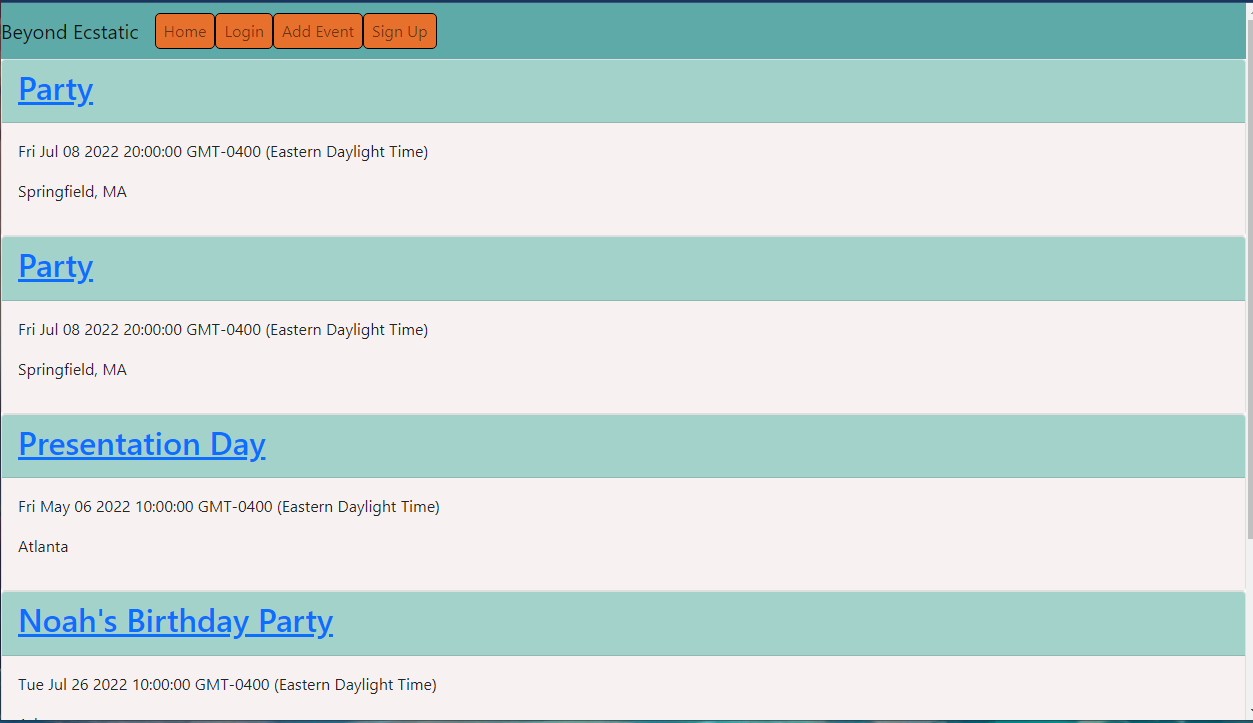 Beyond Ecstatic Home Login Add Event Sign Up
Party
Fri Jul 08 2022 20:00:00 GMT-0400 (Eastern Daylight Time)
Springfield, MA
Party
Fri Jul 08 2022 20:00:00 GMT-0400 (Eastern Daylight Time)
Springfield, MA
Presentation Day
Fri May 06 2022 10:00:00 GMT-0400 (Eastern Daylight Time)
Atlanta
Noah's Birthday Party
Tue Jul 26 2022 10:00:00 GMT-0400 (Eastern Daylight Time)